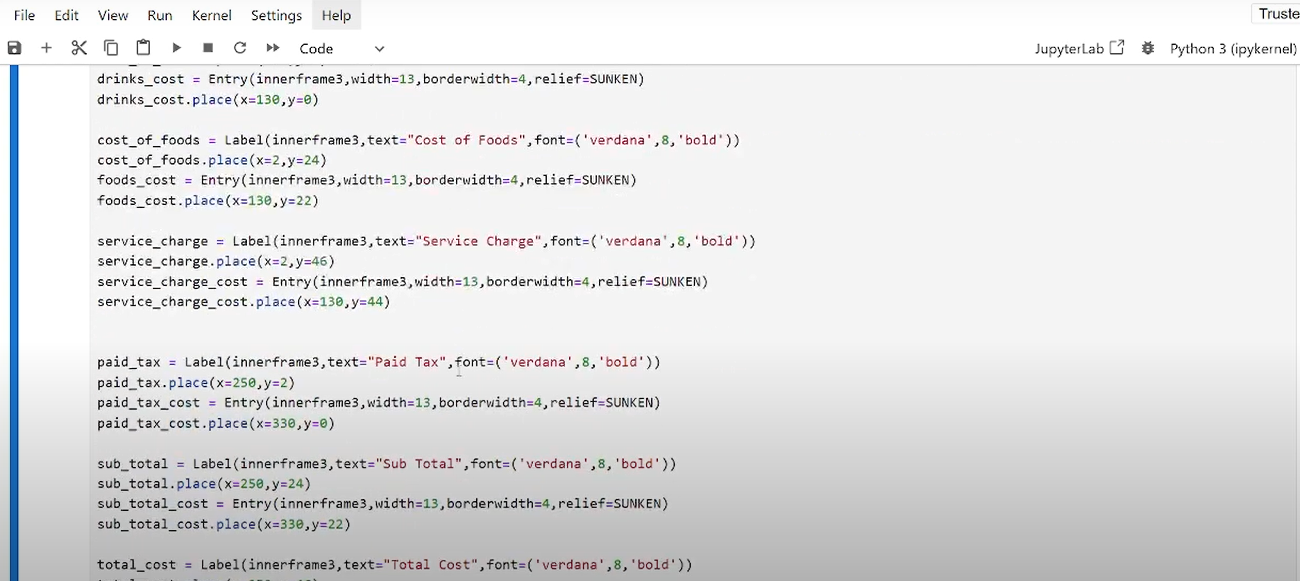 File Edit View Run Kernel Settings Help
Truste
Code
JupyterLab
Python 3 (ipykernel)
drinks_cost = Entry(innerframe3,width=13,borderwidth=4,relief=SUNKEN)
drinks_cost.place(x=130,y=0)
cost_of_foods = Label(innerframe3,text="Cost of Foods",font=('verdana',8,'bold'))
cost_of_foods.place(x=2,y=24)
foods_cost = Entry(innerframe3,width=13,borderwidth=4,relief=SUNKEN)
foods_cost.place(x=130,y=22)
service_charge = Label(innerframe3,text="Service Charge",font=('verdana',8,'bold'))
service_charge.place(x=2,y=46)
service_charge_cost = Entry(innerframe3,width=13,borderwidth=4,relief=SUNKEN)
service_charge_cost.place(x=130,y=44)
paid_tax = Label(innerframe3,text="Paid Tax",font=('verdana',8,'bold'))
paid_tax.place(x=250,y=2)
paid_tax_cost = Entry(innerframe3,width=13,borderwidth=4,relief=SUNKEN)
paid_tax_cost.place(x=330,y=0)
sub_total = Label(innerframe3,text="Sub Total",font=('verdana',8,'bold'))
sub_total.place(x=250,y=24)
sub_total_cost = Entry(innerframe3,width=13,borderwidth=4,relief=SUNKEN)
sub_total_cost.place(x=330,y=22)
total_cost = Label(innerframe3,text="Total Cost",font=('verdana',8,'bold'))